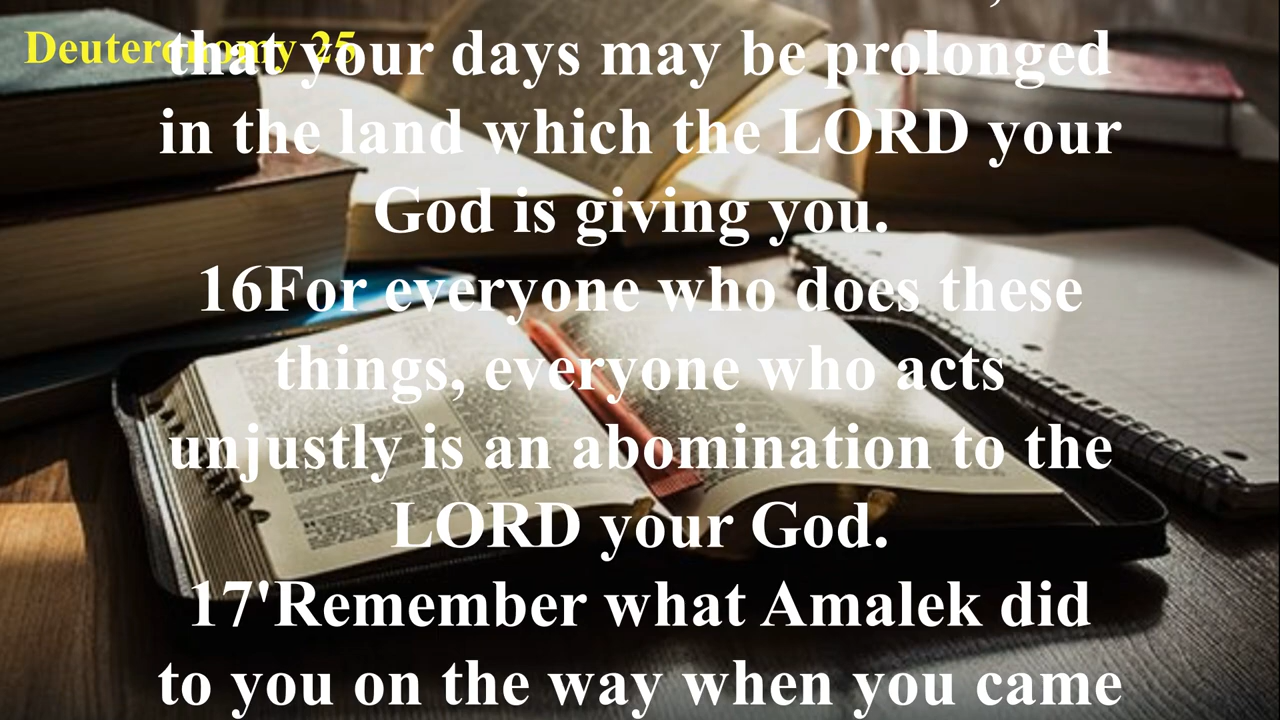 Deuteronomy 25
that your days may be prolonged
in the land which the LORD your
God is giving you.
16For everyone who does these
things, everyone who acts
unjustly is an abomination to the
LORD your God.
17'Remember what Amalek did
to you on the way when you came